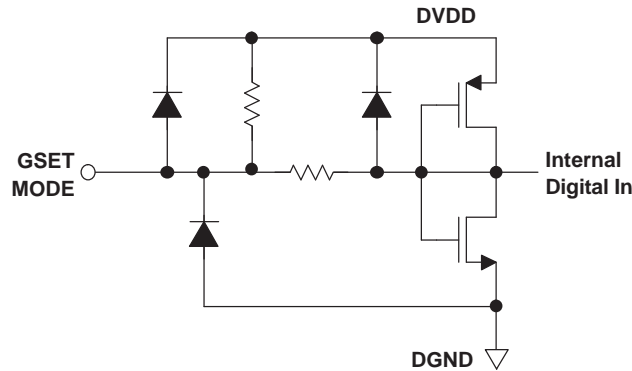 DVDD
GSET
MODE
Internal
Digital In
DGND